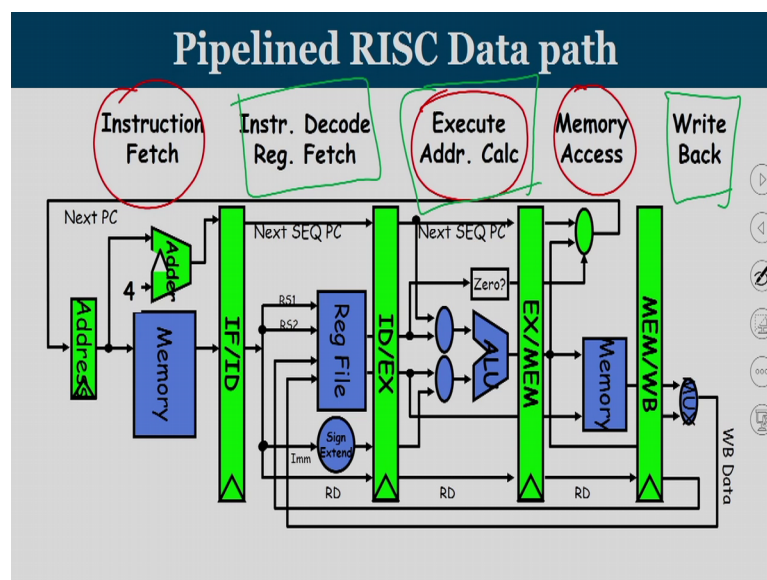 Pipelined RISC Data path
Instruction
Fetch
Instr. Decode
Reg. Fetch
Execute
Addr. Calc
Memory
Access
Write
Back
Next PC
Next SEQ PC
Next SEQ PC
Adder
4
Address
Memory
IF/ID
RS1
RS2
Reg File
ID/EX
Zero?
ALU
EX/MEM
Memory
MEM/WB
MUX
Sign
Extend
Imm
RD
RD
RD
WB Data